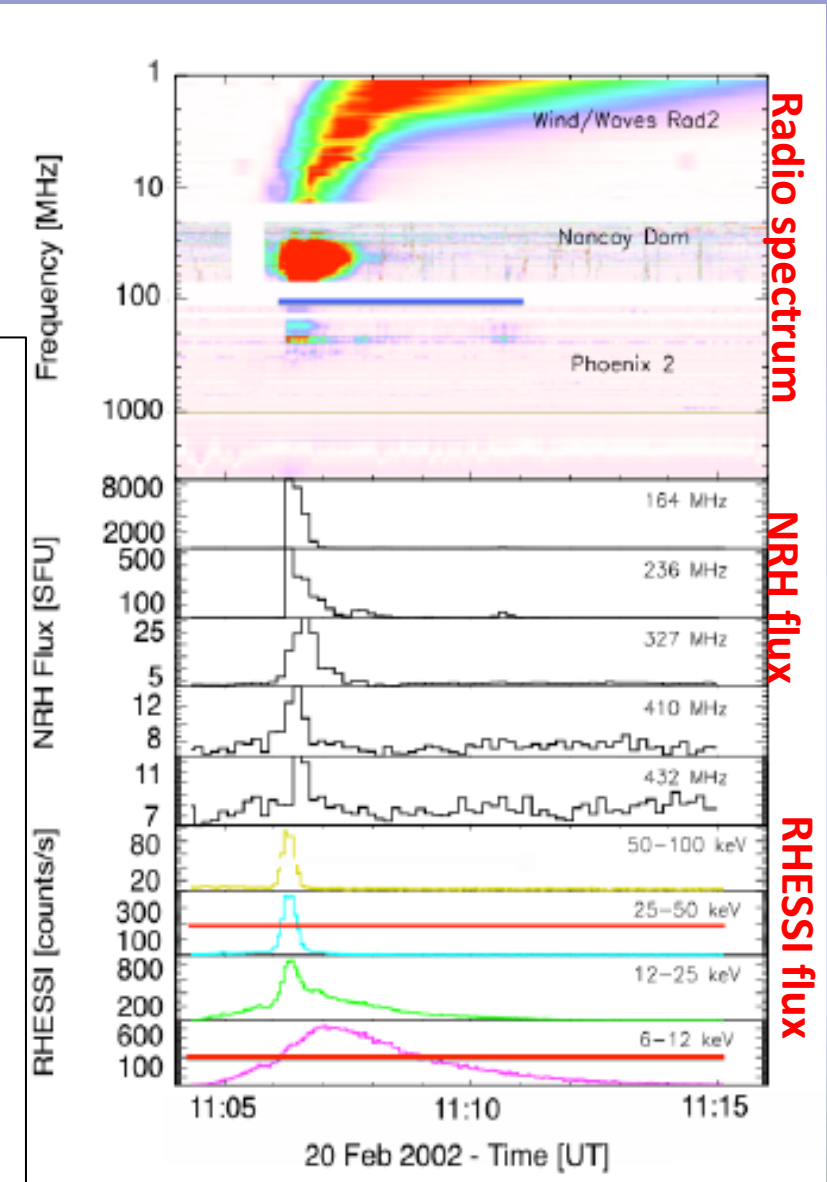 1
Wind/Waves Rad2
10
Nancay Dam
100
Phoenix 2
1000
Frequency [MHz]
Radio spectrum
8000
164 MHz
2000
500
236 MHz
100
25
327 MHz
5
12
410 MHz
8
11
432 MHz
7
NRH Flux [SFU]
NRH flux
80
50-100 keV
20
300
25-50 keV
100
800
12-25 keV
200
600
6-12 keV
100
RHESSI [counts/s]
RHESSI flux
11:05 11:10 11:15
20 Feb 2002 - Time [UT]